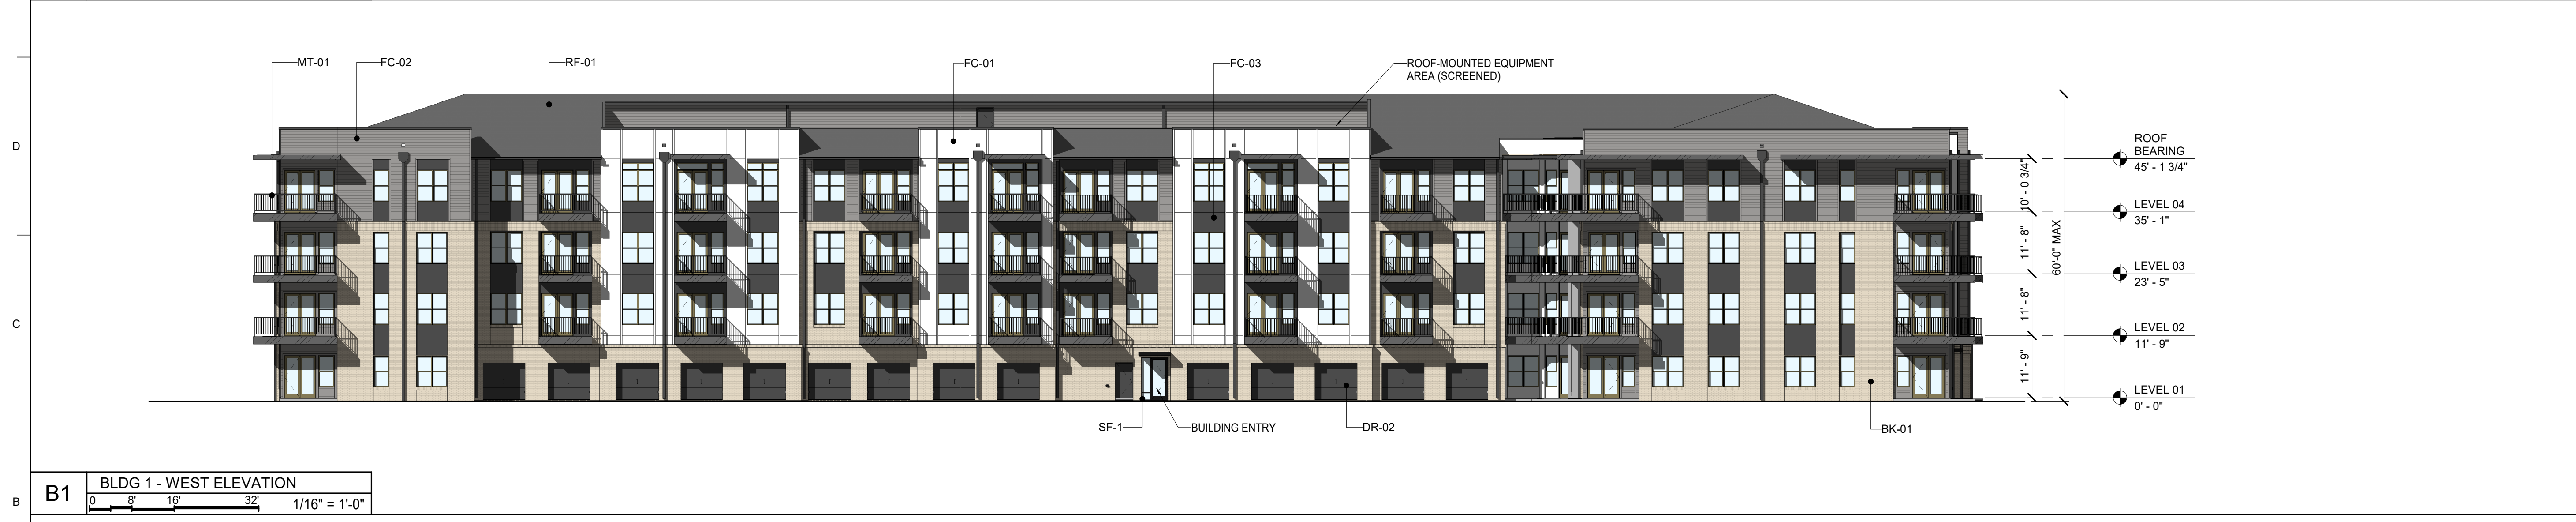 MT-01
FC-02
RF-01
FC-01
FC-03
ROOF-MOUNTED EQUIPMENT
AREA (SCREENED)
D
ROOF
BEARING
45' - 1 3/4"
10' - 0 3/4"
LEVEL 04
35' - 1"
11' - 8"
60'-0" MAX
LEVEL 03
23' - 5"
C
11' - 8"
LEVEL 02
11' - 9"
11' - 9"
LEVEL 01
0' - 0"
SF-1
BUILDING ENTRY
DR-02
BK-01
B
B1
BLDG 1 - WEST ELEVATION
0 8' 16' 32'
1/16" = 1'-0"